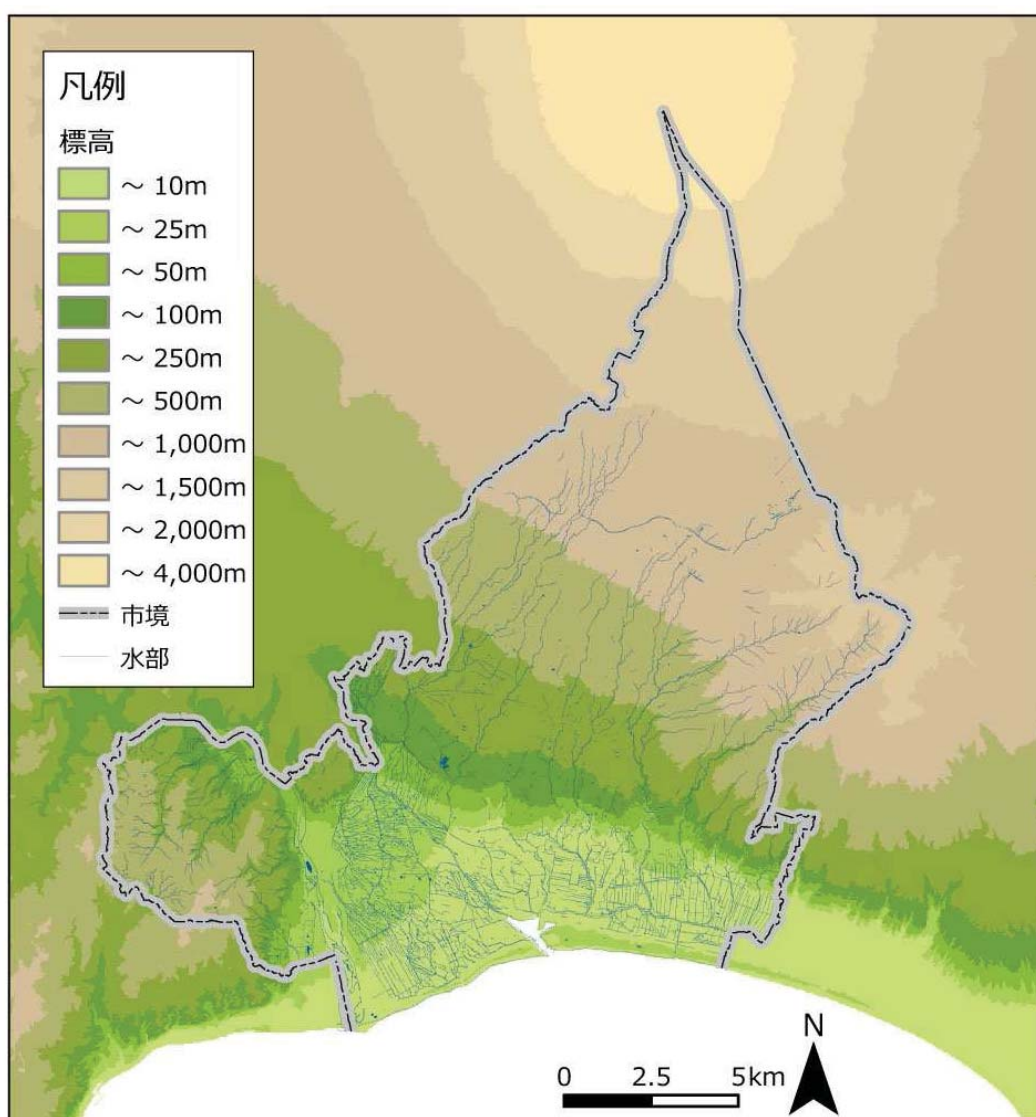 凡例
標高
～ 10m
～ 25m
～ 50m
～ 100m
～ 250m
～ 500m
～ 1,000m
～ 1,500m
～ 2,000m
～ 4,000m
市境
水部
N
0 2.5 5km